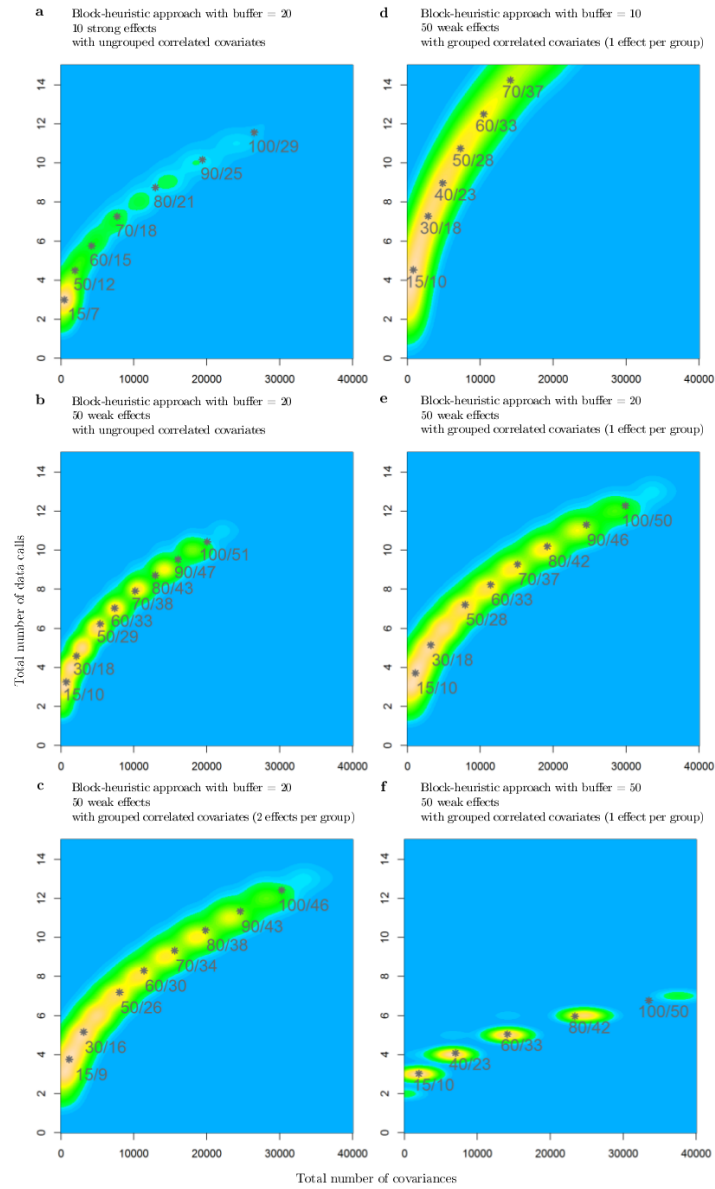 a
Block-heuristic approach with buffer = 20
10 strong effects
with ungrouped correlated covariates
14
12
10
8
6
4
2
0
100/29
90/25
80/21
70/18
60/15
50/12
15/7
0 10000 20000 30000 40000
d
Block-heuristic approach with buffer = 10
50 weak effects
with grouped correlated covariates (1 effect per group)
14
12
10
8
6
4
2
0
70/37
60/33
50/28
40/23
30/18
15/10
0 10000 20000 30000 40000
b
Block-heuristic approach with buffer = 20
50 weak effects
with ungrouped correlated covariates
14
12
10
8
6
4
2
0
100/51
90/47
80/43
70/38
60/33
50/29
30/18
15/10
0 10000 20000 30000 40000
e
Block-heuristic approach with buffer = 20
50 weak effects
with grouped correlated covariates (1 effect per group)
14
12
10
8
6
4
2
0
100/50
90/46
80/42
70/37
60/33
50/28
30/18
15/10
0 10000 20000 30000 40000
Total number of data calls
c
Block-heuristic approach with buffer = 20
50 weak effects
with grouped correlated covariates (2 effects per group)
14
12
10
8
6
4
2
0
100/46
90/43
80/38
70/34
60/30
50/26
30/16
15/9
0 10000 20000 30000 40000
f
Block-heuristic approach with buffer = 50
50 weak effects
with grouped correlated covariates (1 effect per group)
14
12
10
8
6
4
2
0
100/50
80/42
60/33
40/23
15/10
0 10000 20000 30000 40000
Total number of covariances